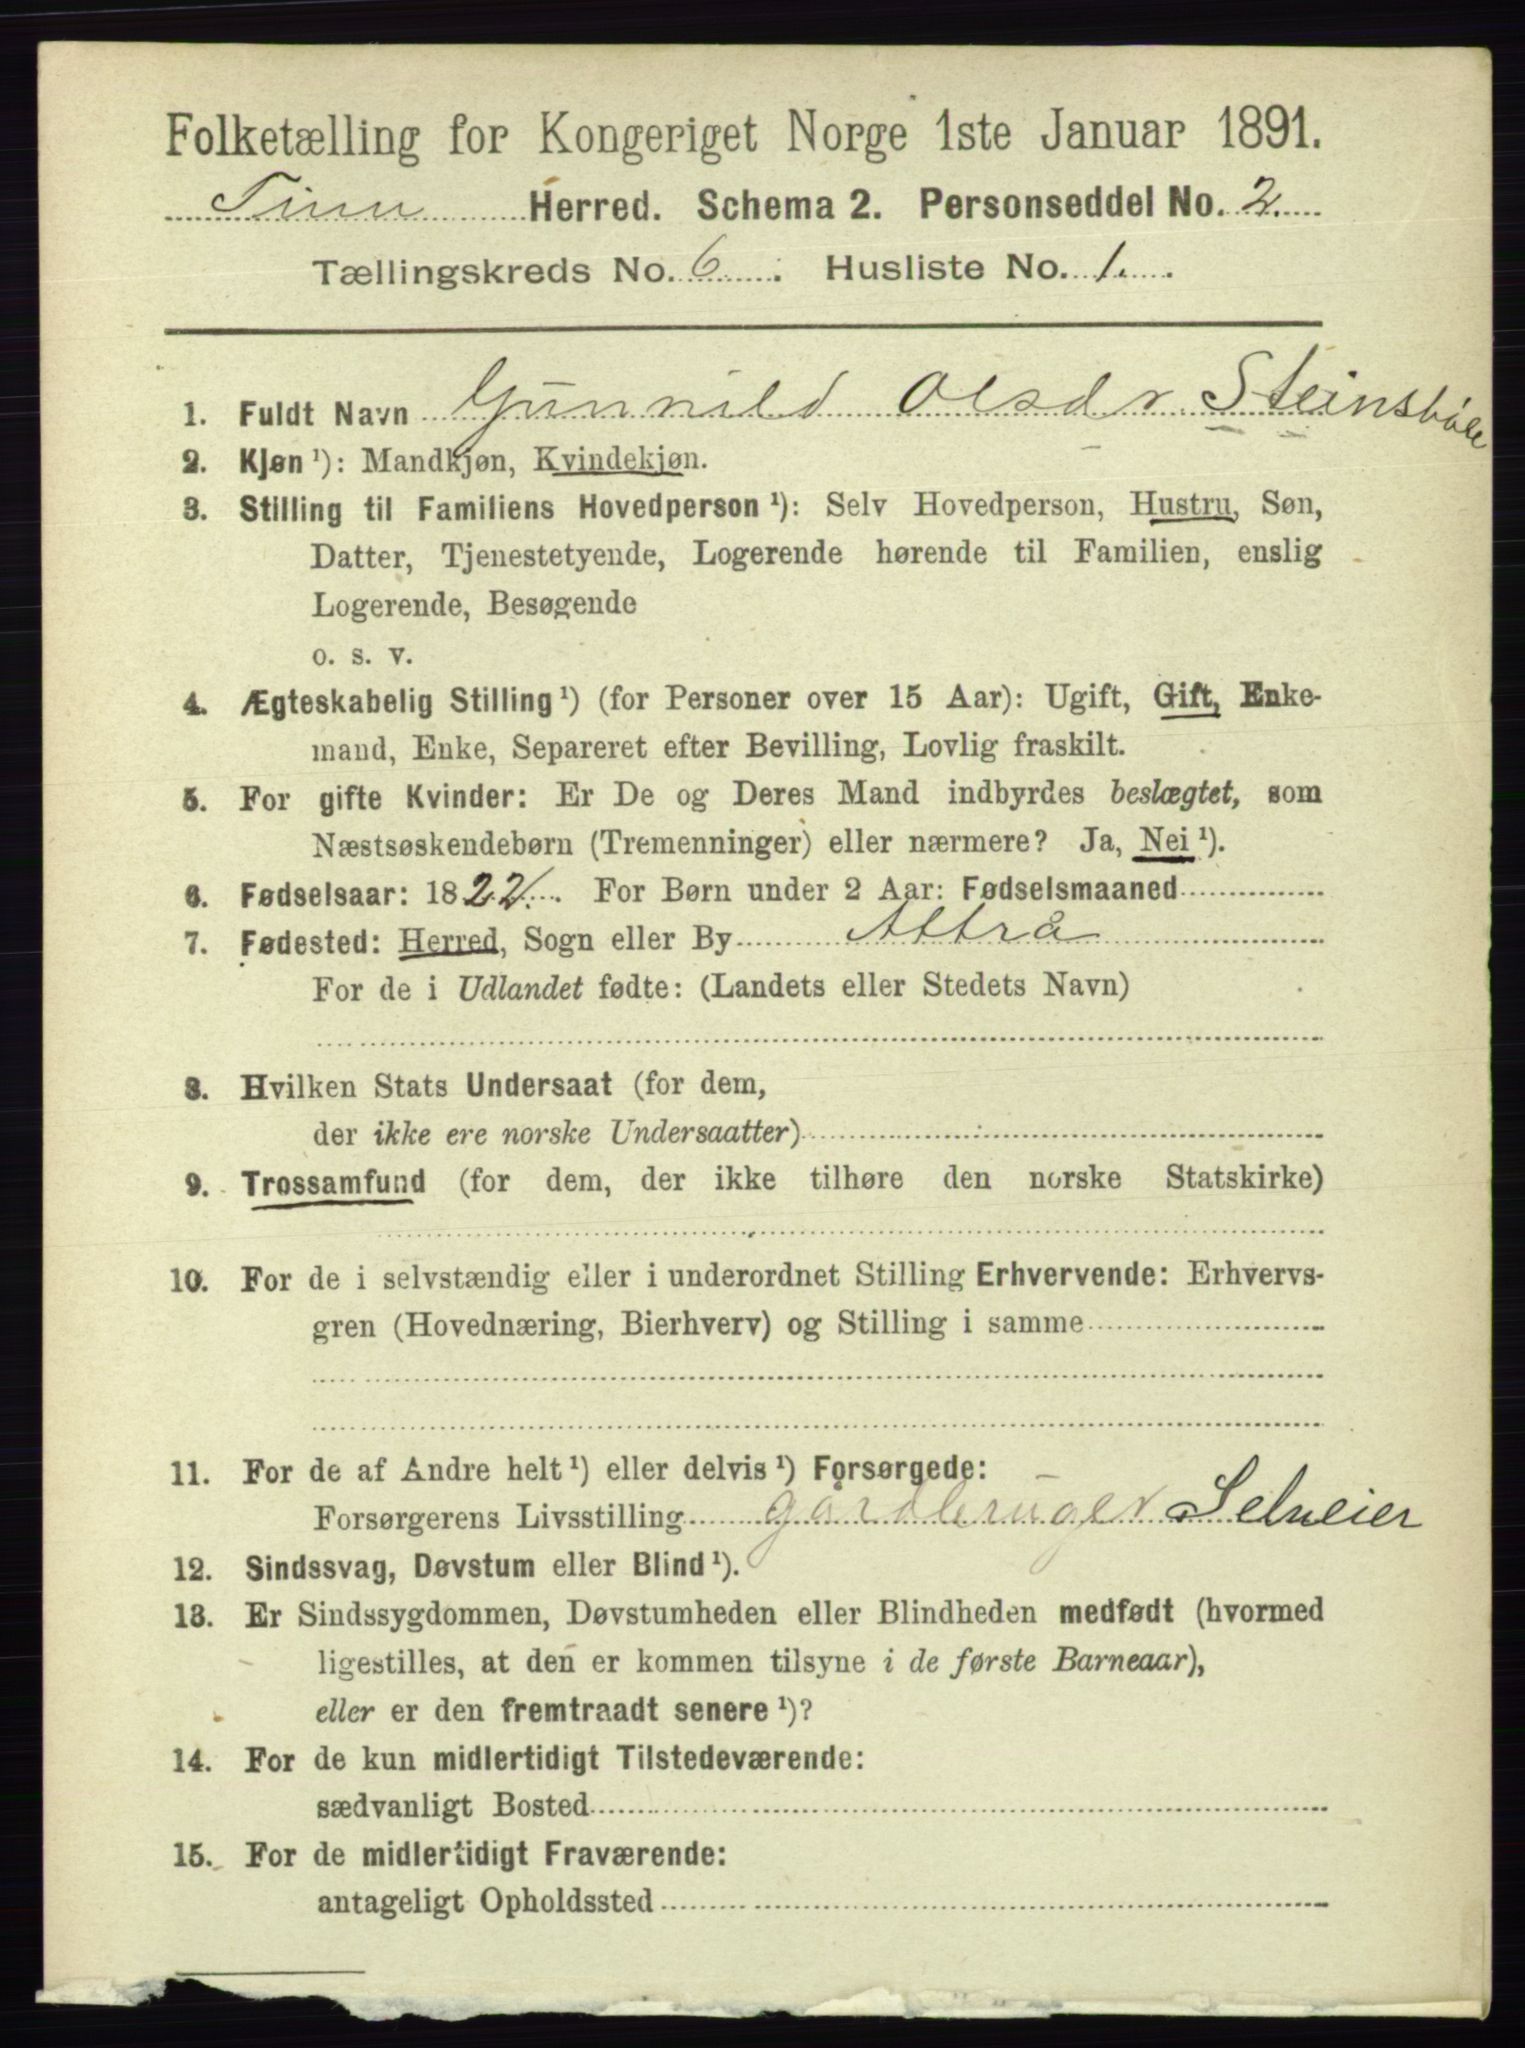 Folketælling for Kongeriget Norge 1ste Januar 1891.
Tinn Herred. Schema 2. Personseddel No. 2.
Tællingskreds No. 6. Husliste No. 1.
1. Fuldt Navn Gunnild Olsdr Steinsbøle
2. Kjøn ¹): Mandkjøn, Kvindekjøn.
3. Stilling til Familiens Hovedperson ¹): Selv Hovedperson, Hustru, Søn,
Datter, Tjenestetyende, Logerende hørende til Familien, enslig
Logerende, Besøgende
o. s. v.
4. Ægteskabelig Stilling ¹) (for Personer over 15 Aar): Ugift, Gift, Enke-
mand, Enke, Separeret efter Bevilling, Lovlig fraskilt.
5. For gifte Kvinder: Er De og Deres Mand indbyrdes beslægtet, som
Næstsøskendebørn (Tremenninger) eller nærmere? Ja, Nei ¹).
6. Fødselsaar: 1822. For Børn under 2 Aar: Fødselsmaaned
7. Fødested: Herred, Sogn eller By Attrå
For de i Udlandet fødte: (Landets eller Stedets Navn)
8. Hvilken Stats Undersaat (for dem,
der ikke ere norske Undersaatter)
9. Trossamfund (for dem, der ikke tilhøre den norske Statskirke)
10. For de i selvstændig eller i underordnet Stilling Erhvervende: Erhvervs-
gren (Hovednæring, Bierhverv) og Stilling i samme
11. For de af Andre helt ¹) eller delvis ¹) Forsørgede:
Forsørgerens Livsstilling gårdbruger Selveier
12. Sindssvag, Døvstum eller Blind ¹).
13. Er Sindssygdommen, Døvstumheden eller Blindheden medfødt (hvormed
ligestilles, at den er kommen tilsyne i de første Barneaar),
eller er den fremtraadt senere ¹)?
14. For de kun midlertidigt Tilstedeværende:
sædvanligt Bosted
15. For de midlertidigt Fraværende:
antageligt Opholdssted